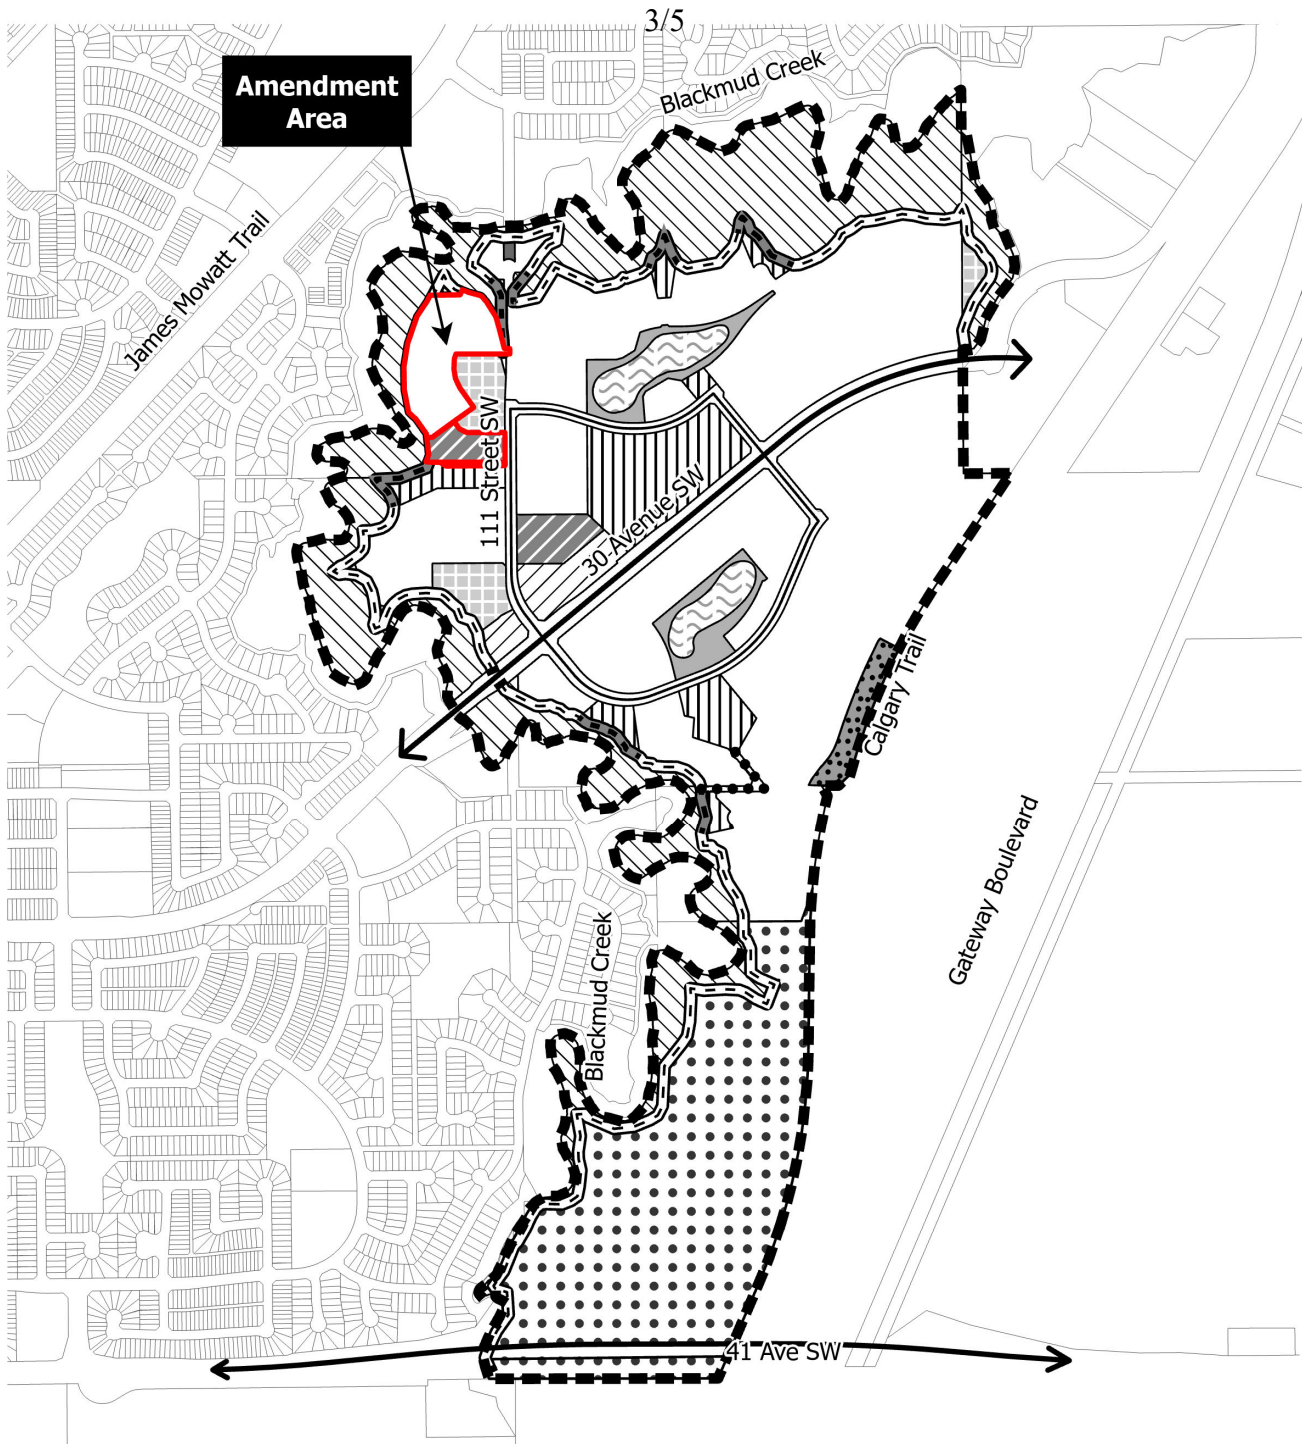 3/5
Blackmud Creek
Amendment
Area
James Mowatt Trail
111 Street SW
30 Avenue SW
Calgary Trail
Gateway Boulevard
Blackmud Creek
41 Ave SW